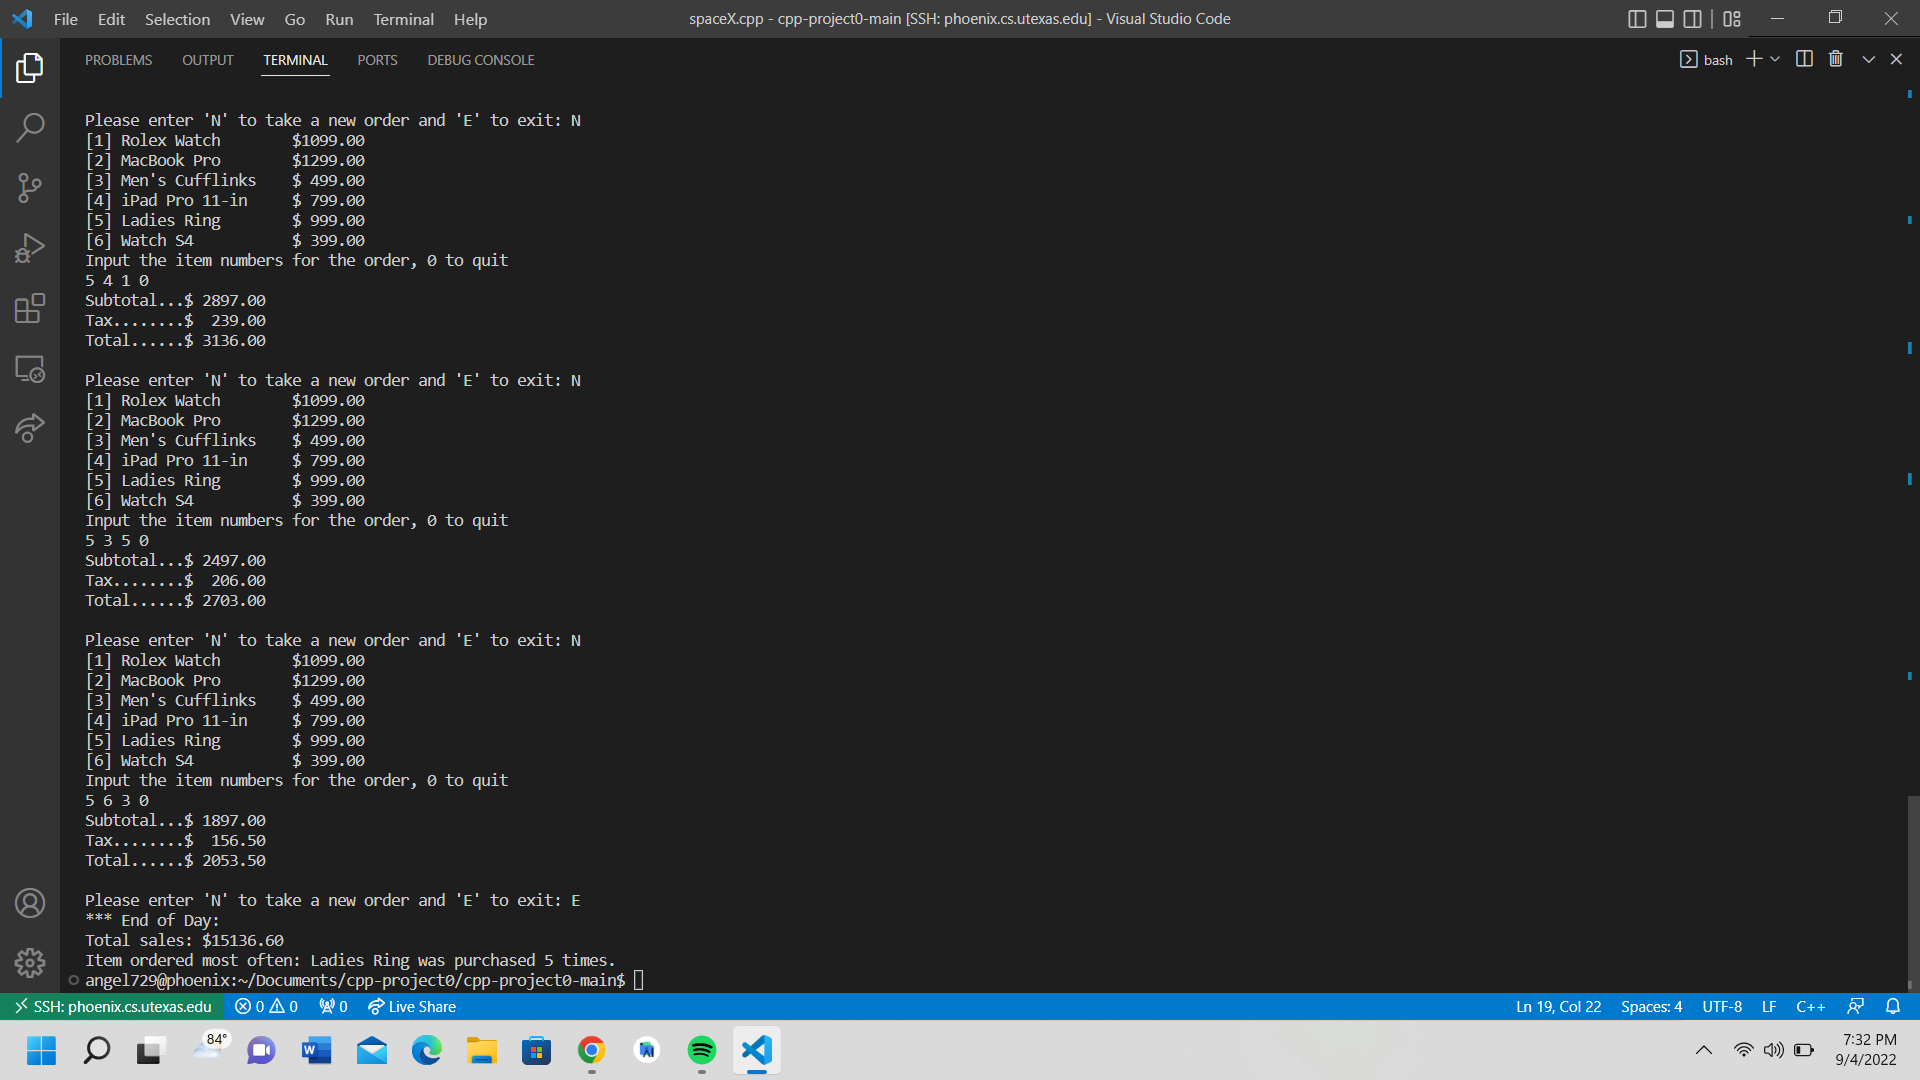 File Edit Selection View Go Run Terminal Help spaceX.cpp - cpp-project0-main [SSH: phoenix.cs.utexas.edu] - Visual Studio Code
PROBLEMS OUTPUT TERMINAL PORTS DEBUG CONSOLE bash
Please enter 'N' to take a new order and 'E' to exit: N
[1] Rolex Watch $1099.00
[2] MacBook Pro $1299.00
[3] Men's Cufflinks $ 499.00
[4] iPad Pro 11-in $ 799.00
[5] Ladies Ring $ 999.00
[6] Watch S4 $ 399.00
Input the item numbers for the order, 0 to quit
5 4 1 0
Subtotal...$ 2897.00
Tax........$  239.00
Total......$ 3136.00
Please enter 'N' to take a new order and 'E' to exit: N
[1] Rolex Watch $1099.00
[2] MacBook Pro $1299.00
[3] Men's Cufflinks $ 499.00
[4] iPad Pro 11-in $ 799.00
[5] Ladies Ring $ 999.00
[6] Watch S4 $ 399.00
Input the item numbers for the order, 0 to quit
5 3 5 0
Subtotal...$ 2497.00
Tax........$  206.00
Total......$ 2703.00
Please enter 'N' to take a new order and 'E' to exit: N
[1] Rolex Watch $1099.00
[2] MacBook Pro $1299.00
[3] Men's Cufflinks $ 499.00
[4] iPad Pro 11-in $ 799.00
[5] Ladies Ring $ 999.00
[6] Watch S4 $ 399.00
Input the item numbers for the order, 0 to quit
5 6 3 0
Subtotal...$ 1897.00
Tax........$  156.50
Total......$ 2053.50
Please enter 'N' to take a new order and 'E' to exit: E
*** End of Day:
Total sales: $15136.60
Item ordered most often: Ladies Ring was purchased 5 times.
angel729@phoenix:~/Documents/cpp-project0/cpp-project0-main$
SSH: phoenix.cs.utexas.edu 0 0 0 Live Share Ln 19, Col 22 Spaces: 4 UTF-8 LF C++
84° 7:32 PM
9/4/2022